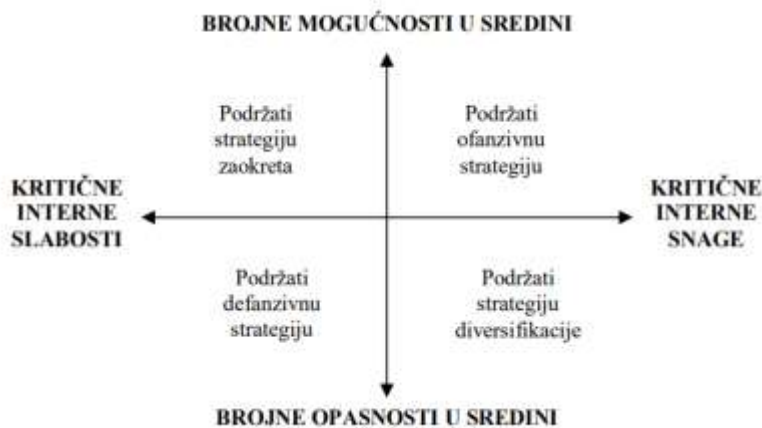 BROJNE MOGUĆNOSTI U SREDINI
Podržati
strategiju
zaokreta
Podržati
ofanzivnu
strategiju
KRITIČNE
INTERNE
SLABOSTI
KRITIČNE
INTERNE
SNAGE
Podržati
defanzivnu
strategiju
Podržati
strategiju
diversifikacije
BROJNE OPASNOSTI U SREDINI